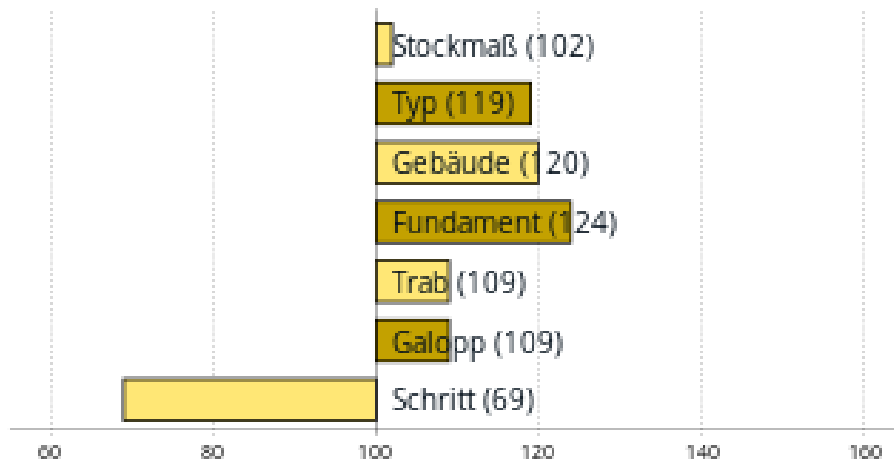 Stockmaß (102)
Typ (119)
Gebäude (120)
Fundament (124)
Trab (109)
Galopp (109)
Schritt (69)
60 80 100 120 140 160